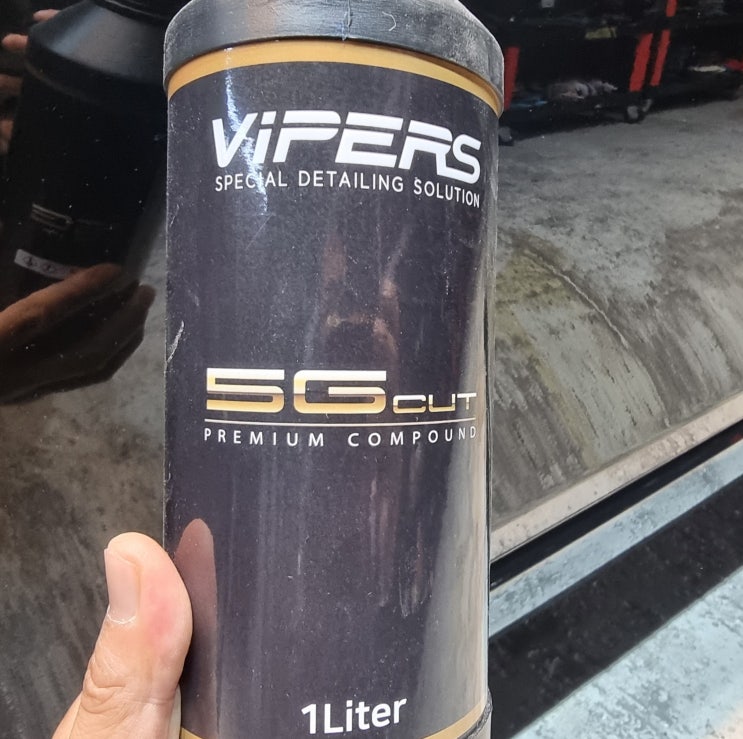 ViPERS
SPECIAL DETAILING SOLUTION
5G CUT
PREMIUM COMPOUND
1Liter